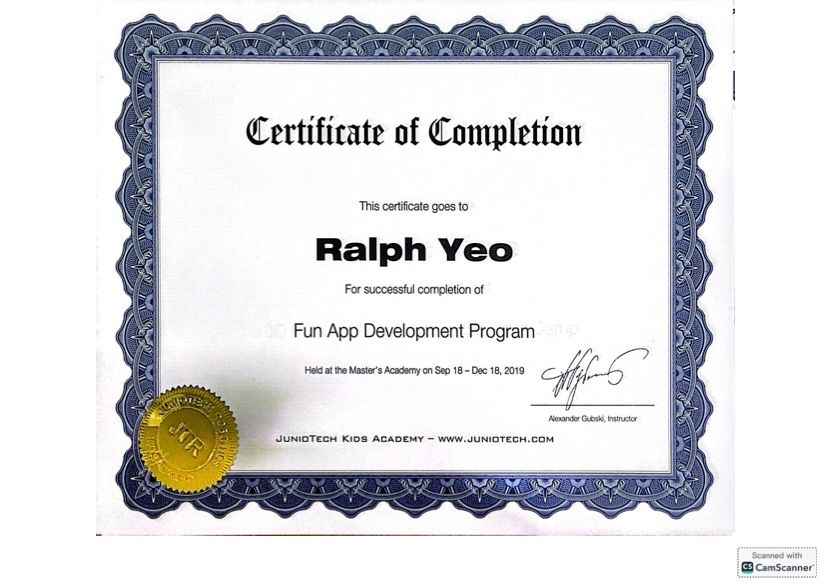 Certificate of Completion
This certificate goes to
Ralph Yeo
For successful completion of
Fun App Development Program
Held at the Master's Academy on Sep 18 – Dec 18, 2019
Alexander Gubski, Instructor
JTR
JUNIOTECH KIDS ACADEMY – WWW.JUNIOTECH.COM
Scanned with
CS CamScanner